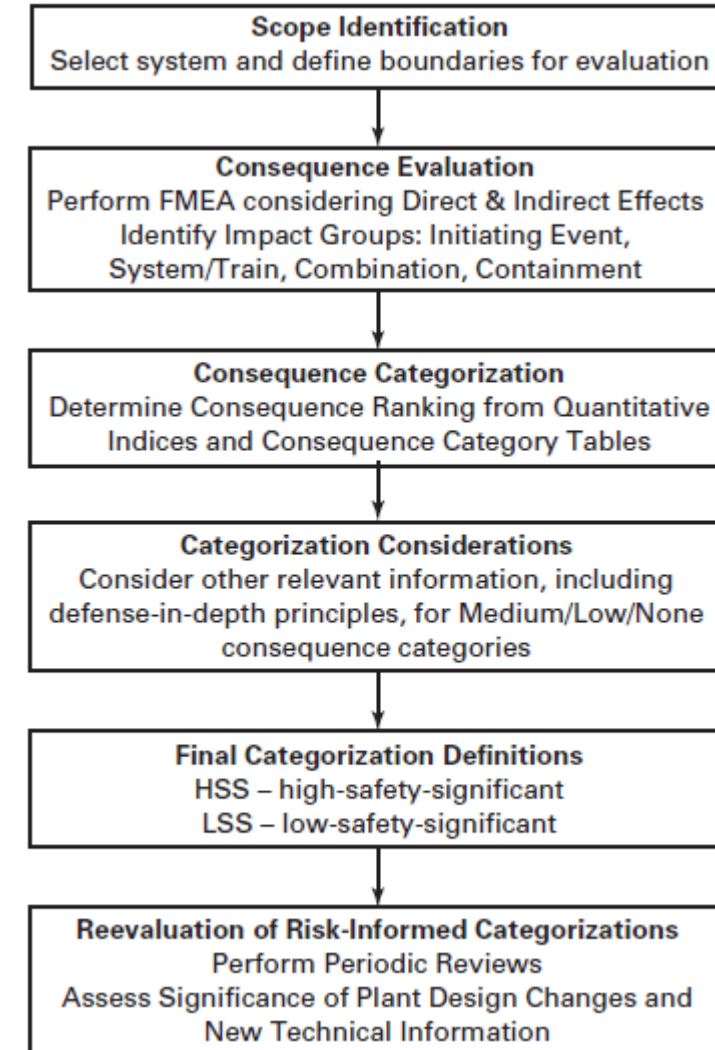 Scope Identification
Select system and define boundaries for evaluation
Consequence Evaluation
Perform FMEA considering Direct & Indirect Effects
Identify Impact Groups: Initiating Event,
System/Train, Combination, Containment
Consequence Categorization
Determine Consequence Ranking from Quantitative
Indices and Consequence Category Tables
Categorization Considerations
Consider other relevant information, including
defense-in-depth principles, for Medium/Low/None
consequence categories
Final Categorization Definitions
HSS – high-safety-significant
LSS – low-safety-significant
Reevaluation of Risk-Informed Categorizations
Perform Periodic Reviews
Assess Significance of Plant Design Changes and
New Technical Information